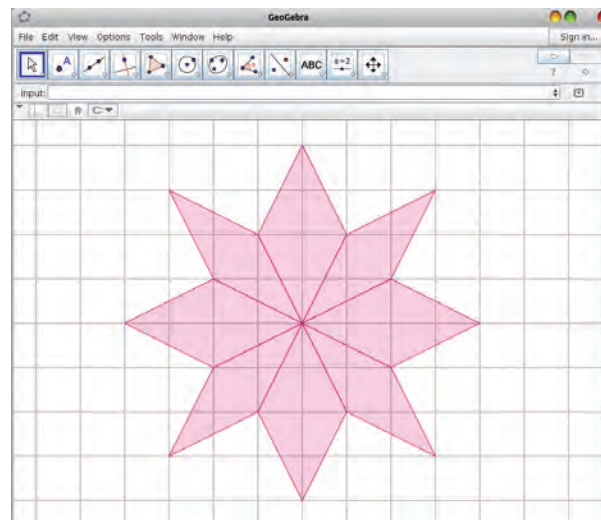 GeoGebra
File Edit View Options Tools Window Help
Sign in...
A
ABC
a=2
Input: